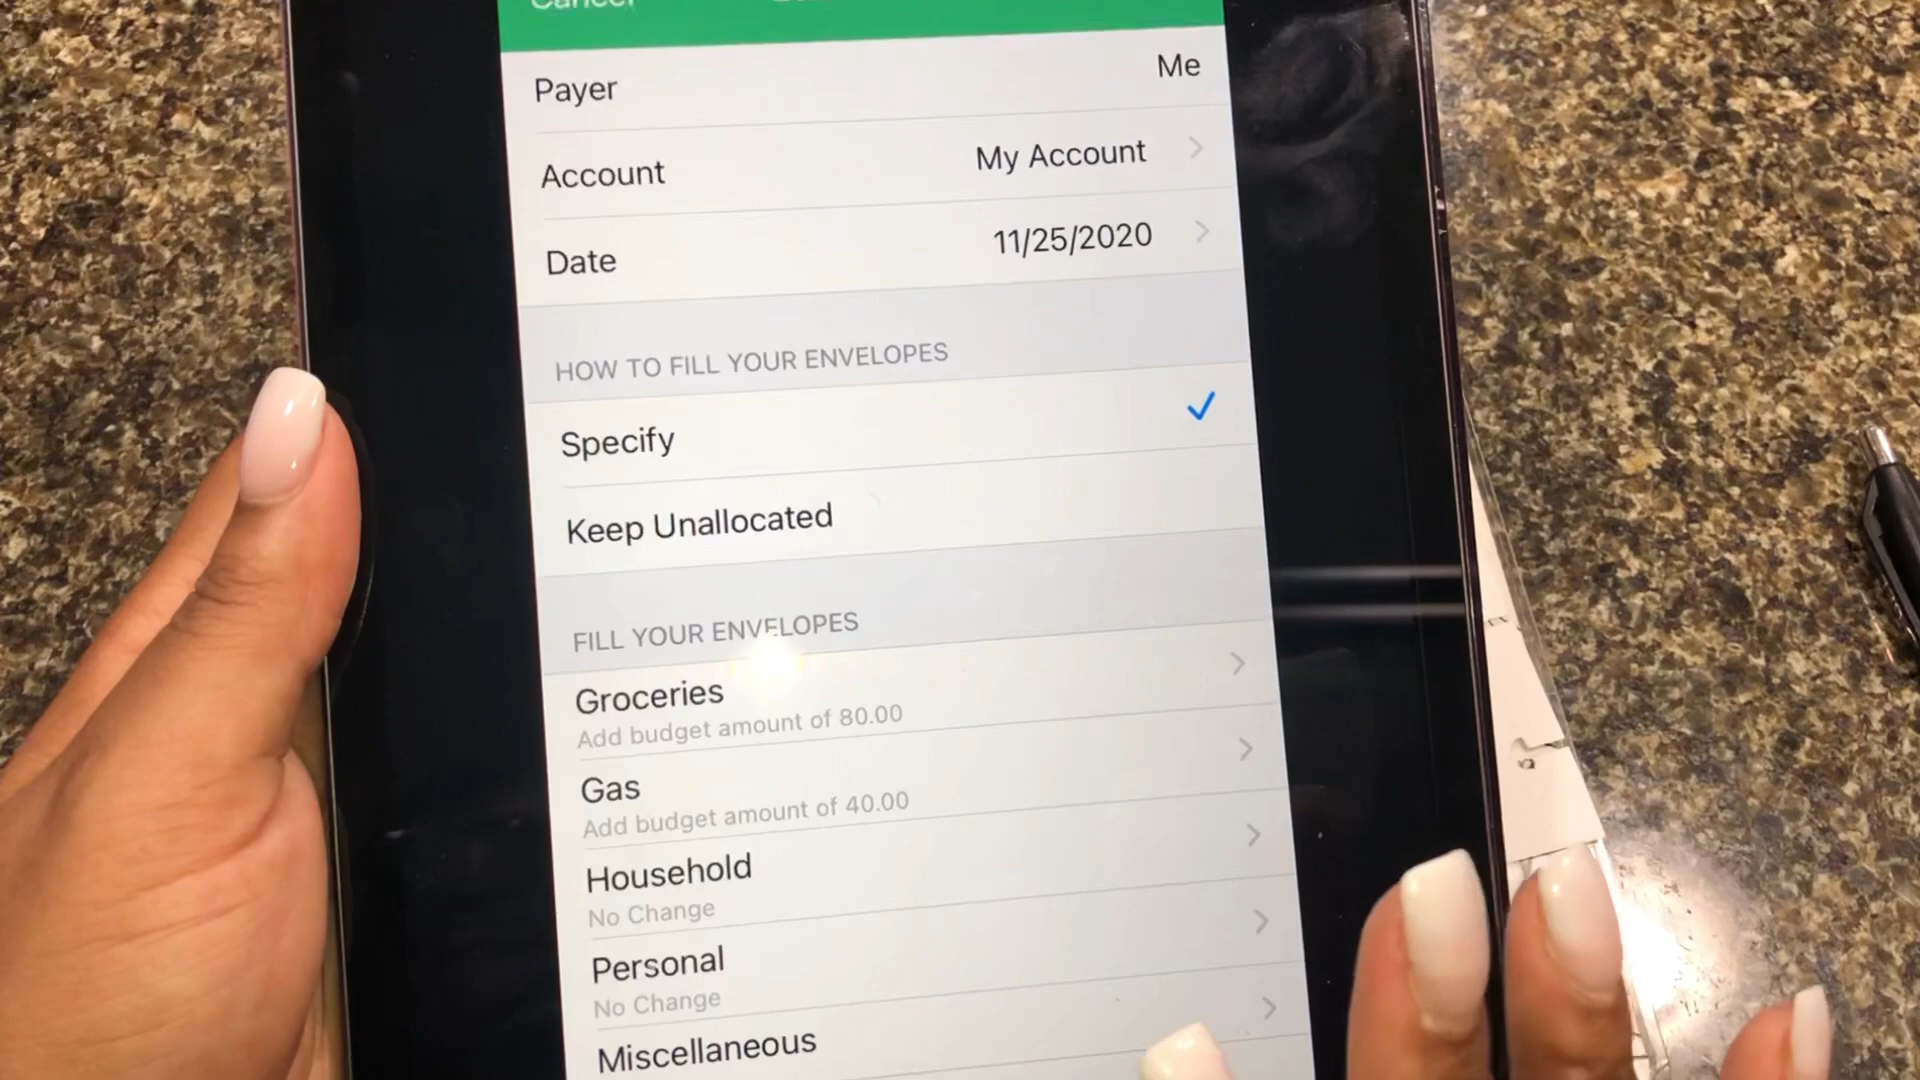 Cancel
Payer
Me
Account
My Account
Date
11/25/2020
HOW TO FILL YOUR ENVELOPES
Specify
Keep Unallocated
FILL YOUR ENVELOPES
Groceries
Add budget amount of 80.00
Gas
Add budget amount of 40.00
Household
No Change
Personal
No Change
Miscellaneous